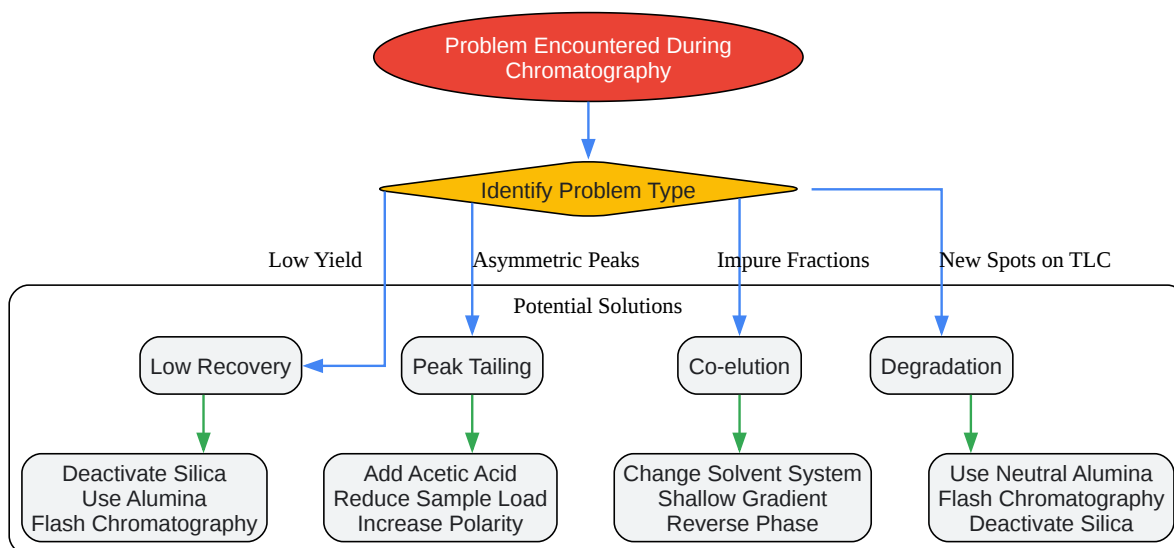 Problem Encountered During
Chromatography
Identify Problem Type
Low Yield
Asymmetric Peaks
Impure Fractions
New Spots on TLC
Potential Solutions
Low Recovery
Peak Tailing
Co-elution
Degradation
Deactivate Silica
Use Alumina
Flash Chromatography
Add Acetic Acid
Reduce Sample Load
Increase Polarity
Change Solvent System
Shallow Gradient
Reverse Phase
Use Neutral Alumina
Flash Chromatography
Deactivate Silica